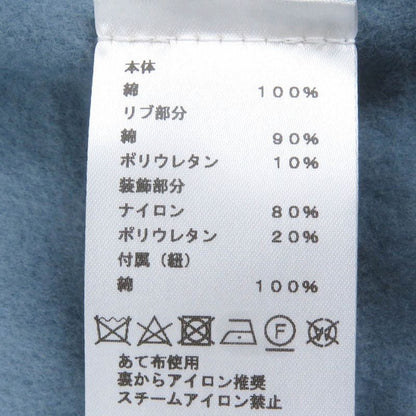 本体
綿 100%
リブ部分
綿 90%
ポリウレタン 10%
装飾部分
ナイロン 80%
ポリウレタン 20%
付属（紐）
綿 100%
F
あて布使用
裏からアイロン推奨
スチームアイロン禁止